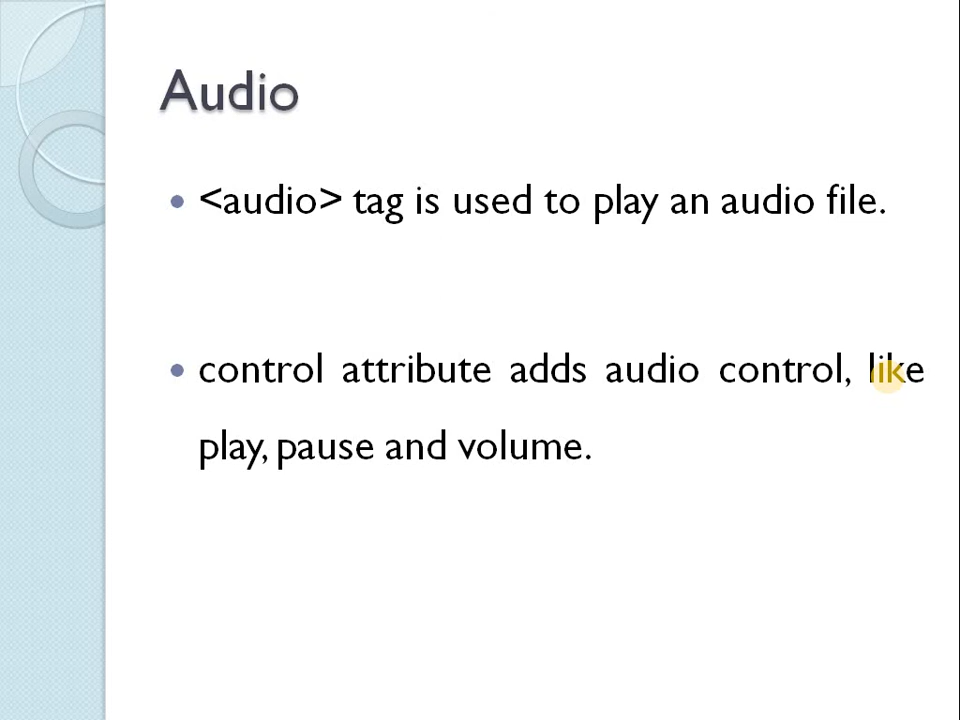 Audio
<audio> tag is used to play an audio file.
control attribute adds audio control, like
play, pause and volume.